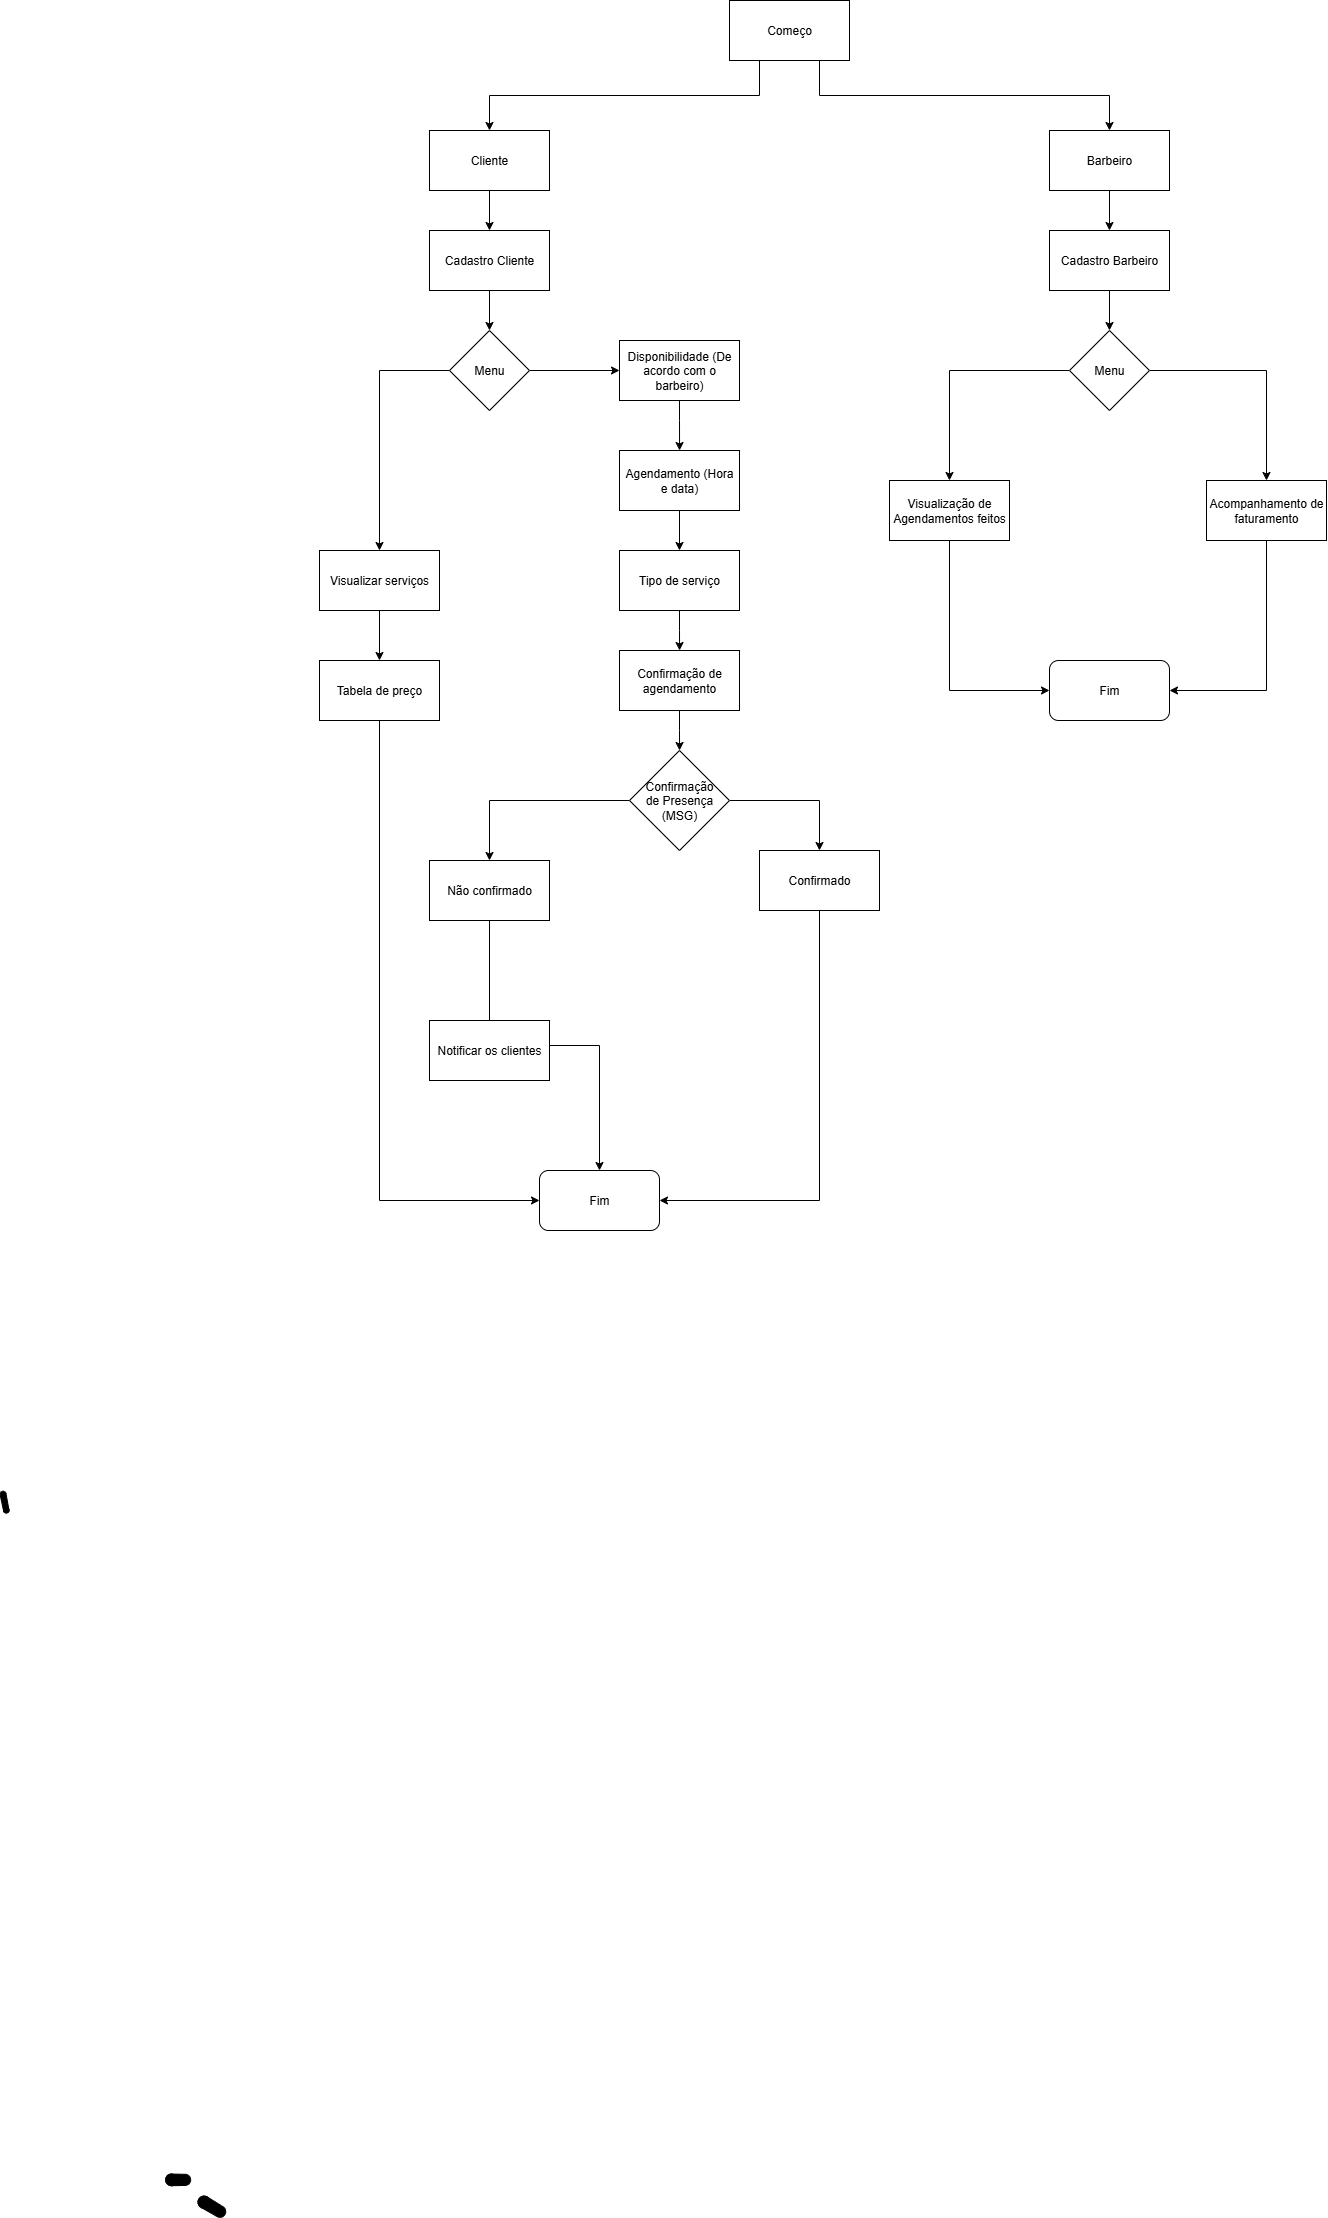 Começo
Cliente
Barbeiro
Cadastro Cliente
Cadastro Barbeiro
Menu
Disponibilidade (De
acordo com o
barbeiro)
Menu
Agendamento (Hora
e data)
Visualização de
Agendamentos feitos
Acompanhamento de
faturamento
Visualizar serviços
Tipo de serviço
Tabela de preço
Confirmação de
agendamento
Fim
Confirmação
de Presença
(MSG)
Não confirmado
Confirmado
Notificar os clientes
Fim